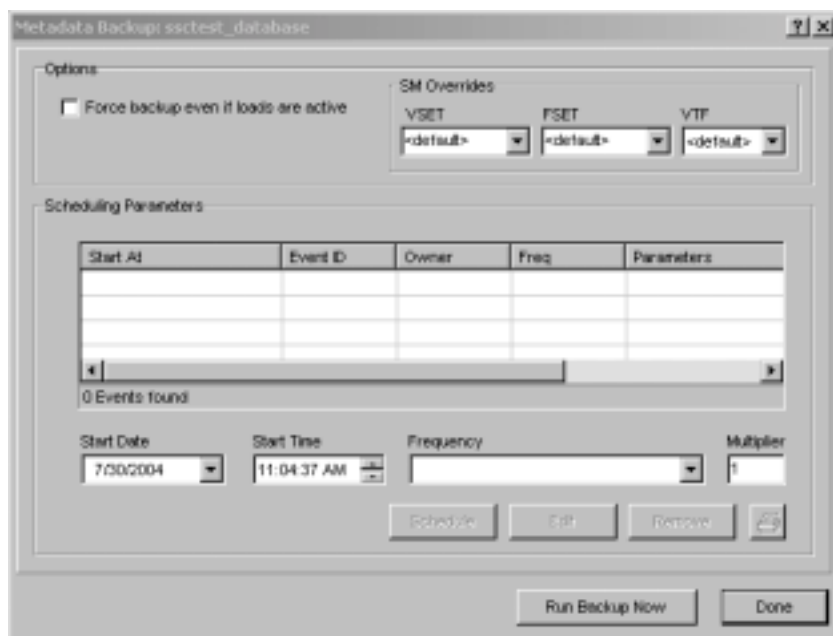 Metadata Backup: ssctest_database
Options
Force backup even if loads are active
SM Overrides
VSET FSET VTF
<default> <default> <default>
Scheduling Parameters
Start At Event ID Owner Freq Parameters
0 Events found
Start Date Start Time Frequency Multiplier
7/30/2004 11:04:37 AM 1
Schedule Edit Remove
Run Backup Now Done